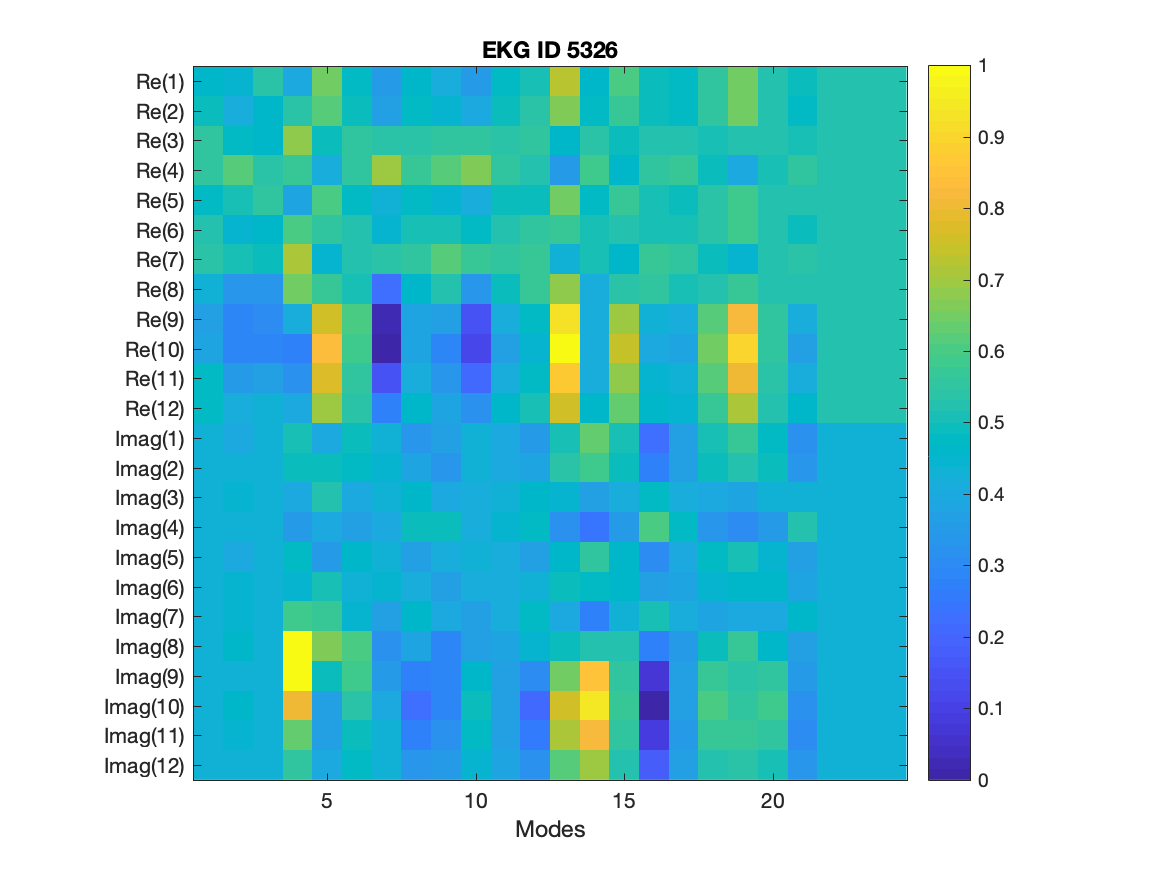 EKG ID 5326
Re(1)
Re(2)
Re(3)
Re(4)
Re(5)
Re(6)
Re(7)
Re(8)
Re(9)
Re(10)
Re(11)
Re(12)
Imag(1)
Imag(2)
Imag(3)
Imag(4)
Imag(5)
Imag(6)
Imag(7)
Imag(8)
Imag(9)
Imag(10)
Imag(11)
Imag(12)
5 10 15 20
Modes
1
0.9
0.8
0.7
0.6
0.5
0.4
0.3
0.2
0.1
0